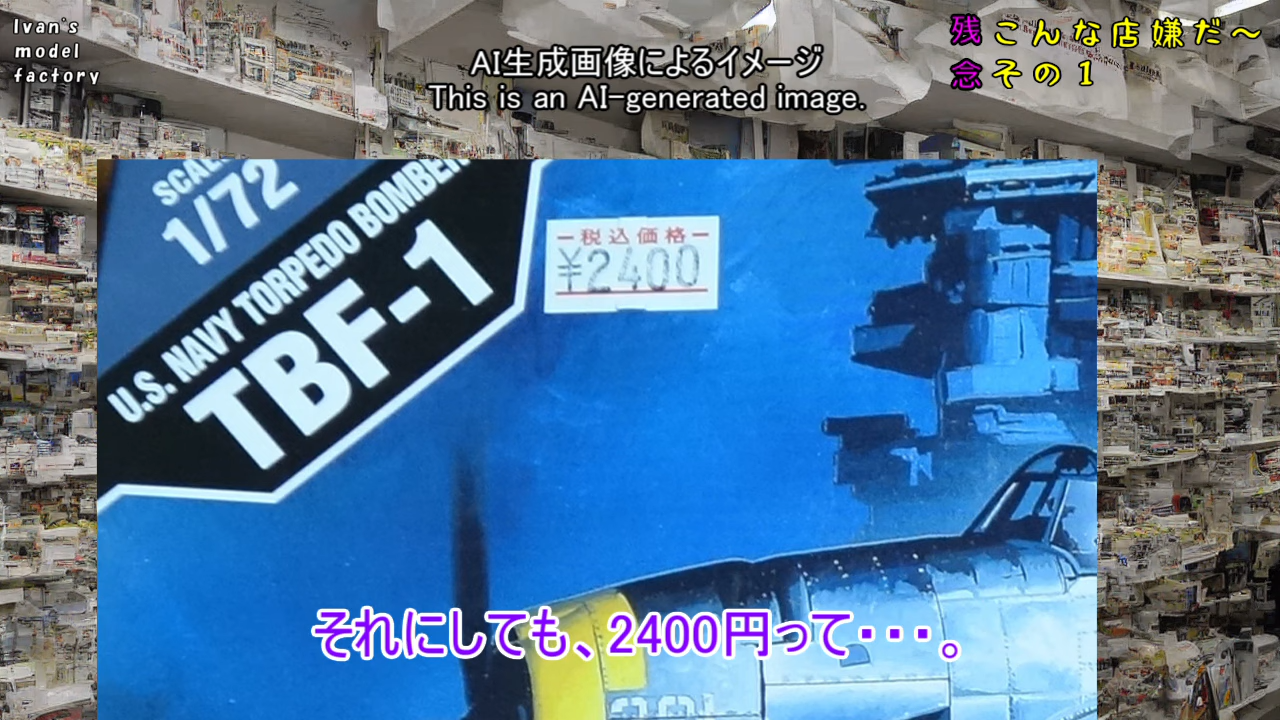 Ivan's
model
factory
AI生成画像によるイメージ
This is an AI-generated image.
残念
こんな店嫌だ～
その１
SCALE
1/72
U.S. NAVY TORPEDO BOMBER
TBF-1
税込価格
¥2400
それにしても、2400円って・・・。